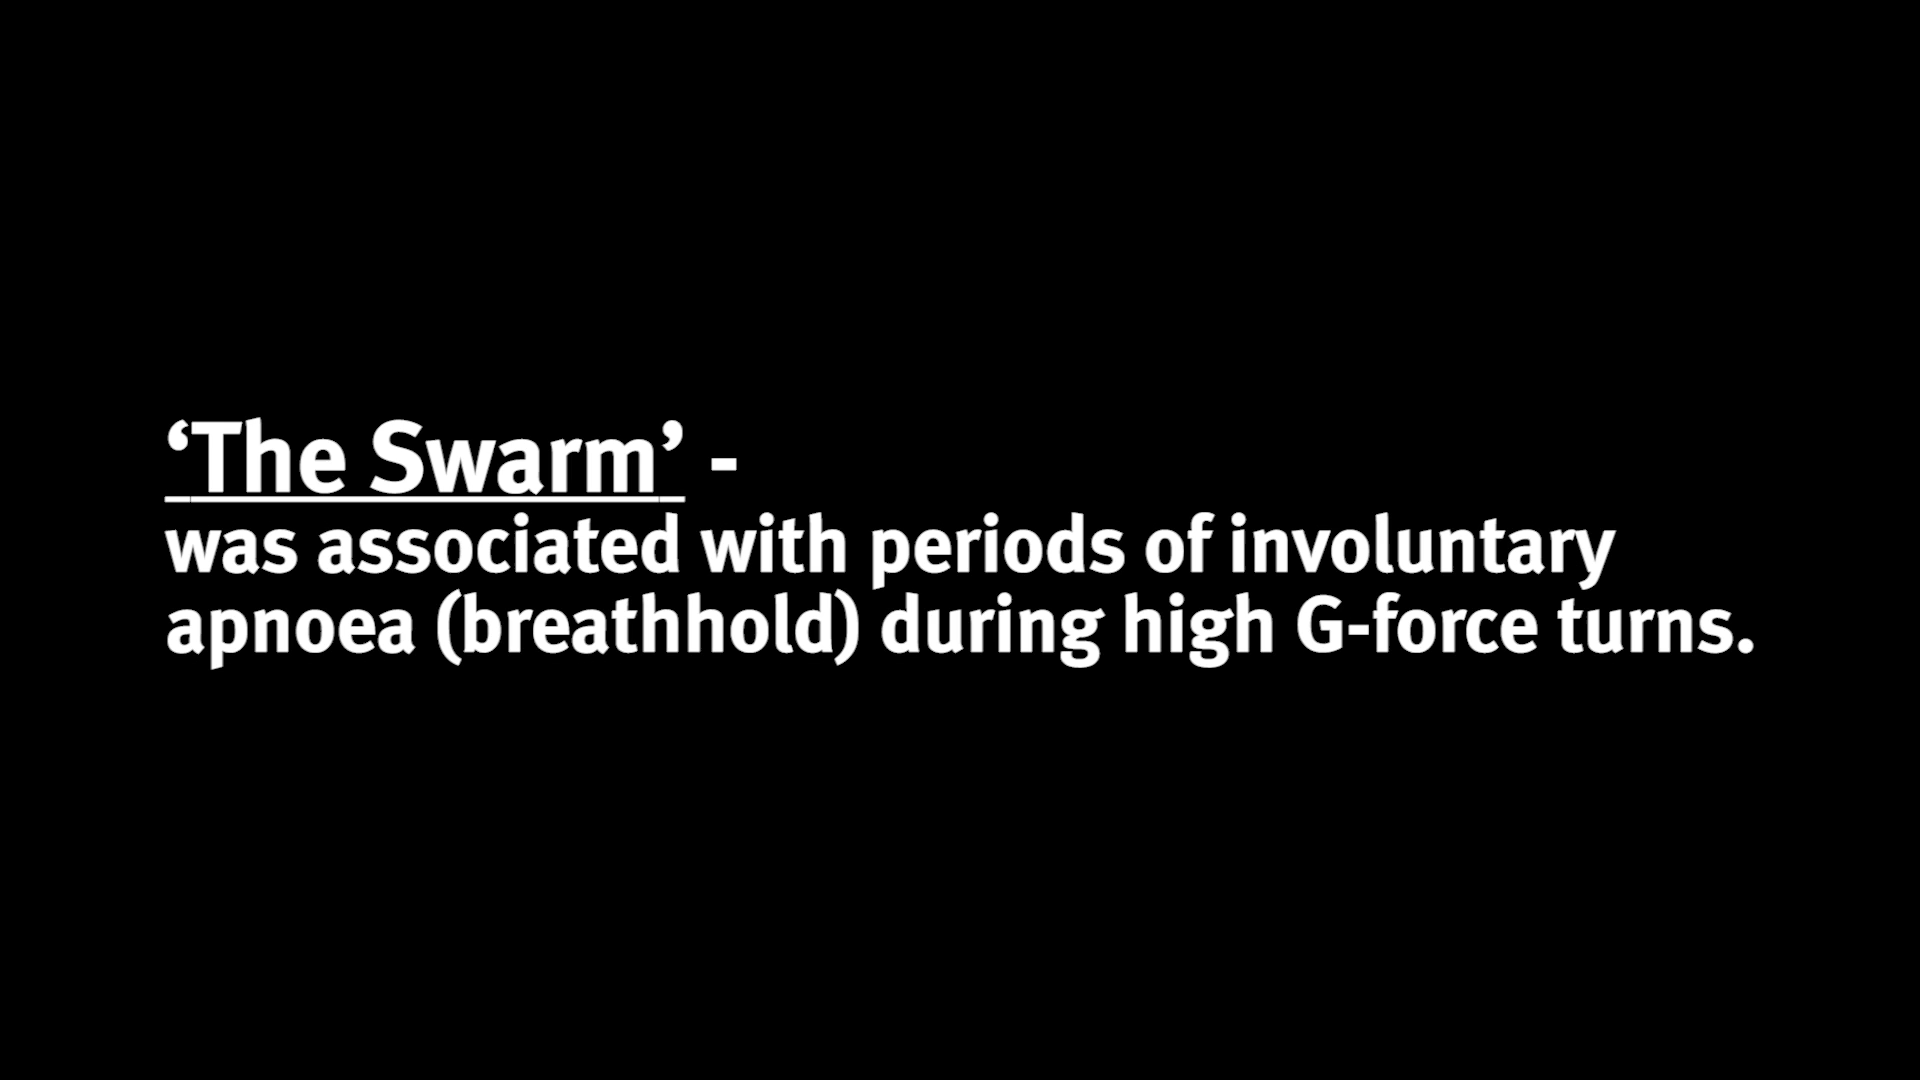 ‘The Swarm’ -
was associated with periods of involuntary
apnoea (breathhold) during high G-force turns.